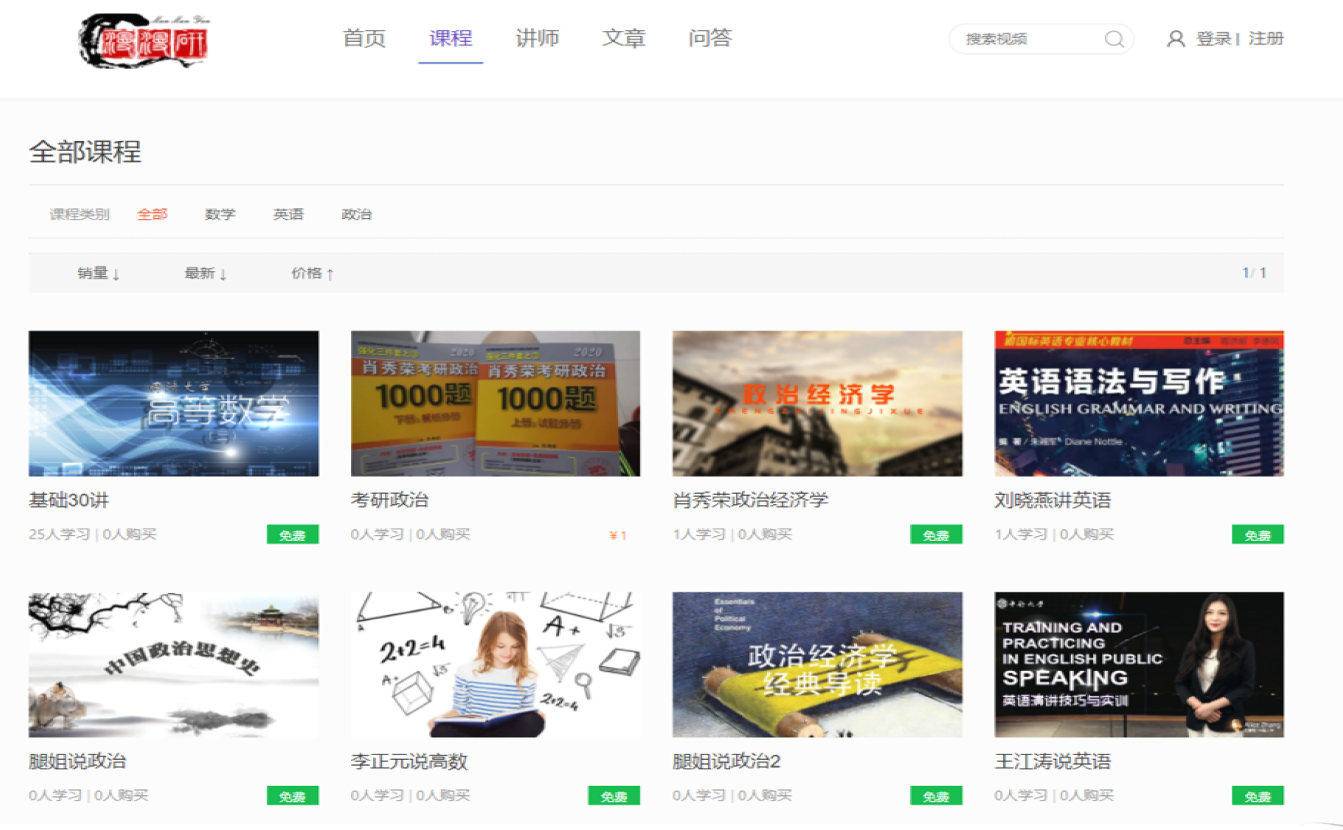 Man Man Yan
漫漫研
首页 课程 讲师 文章 问答
搜索视频
登录 | 注册
全部课程
课程类别 全部 数学 英语 政治
销量↓ 最新↓ 价格↑ 1/ 1
高等数学
2020
肖秀荣考研政治
1000题
2020
肖秀荣考研政治
1000题
政治经济学
ZHENGZHIJINGJIXUE
英语语法与写作
ENGLISH GRAMMAR AND WRITING
Diane Nottle
基础30讲 考研政治 肖秀荣政治经济学 刘晓燕讲英语
25人学习 | 0人购买 免费 0人学习 | 0人购买 ¥ 1 1人学习 | 0人购买 免费 1人学习 | 0人购买 免费
中国政治思想史
2+2=4
A+
√3
√3
A+
2+2=4
Essentials
of
Political
Economy
政治经济学
经典导读
TRAINING AND
PRACTICING
IN ENGLISH PUBLIC
SPEAKING
英语演讲技巧与实训
腿姐说政治 李正元说高数 腿姐说政治2 王江涛说英语
0人学习 | 0人购买 免费 0人学习 | 0人购买 免费 0人学习 | 0人购买 免费 0人学习 | 0人购买 免费